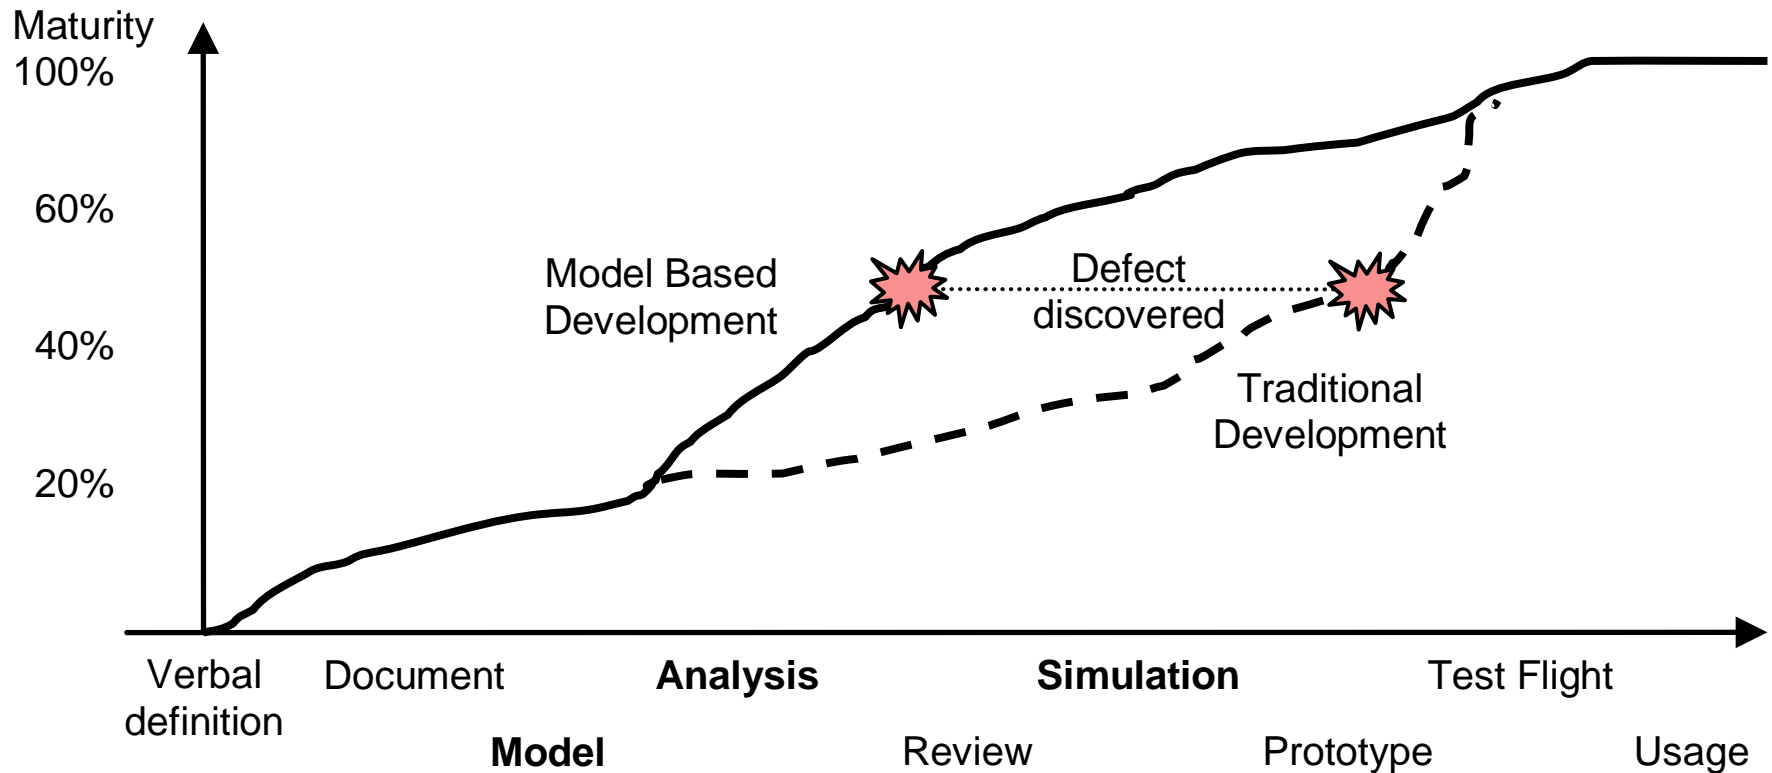 Maturity
100%
60%
40%
20%
Model Based
Development
Defect
discovered
Traditional
Development
Verbal
definition
Document
Model
Analysis
Review
Simulation
Prototype
Test Flight
Usage